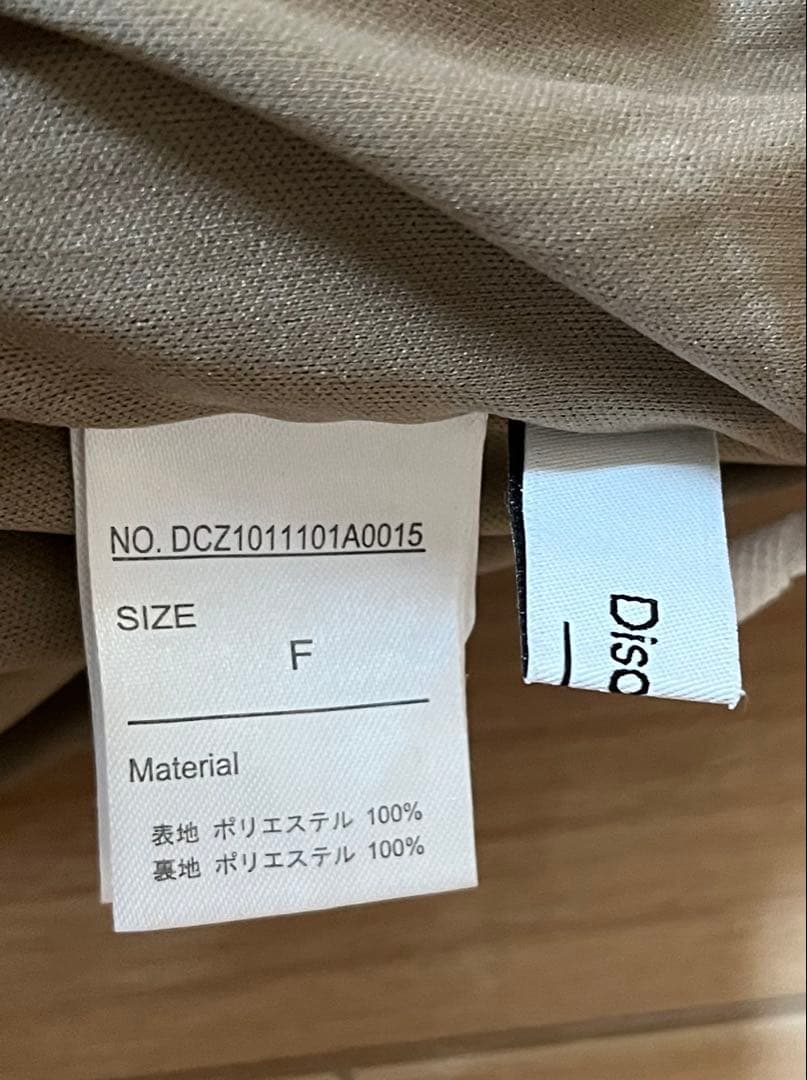 NO. DCZ1011101A0015
SIZE
F
Material
表地 ポリエステル 100%
裏地 ポリエステル 100%